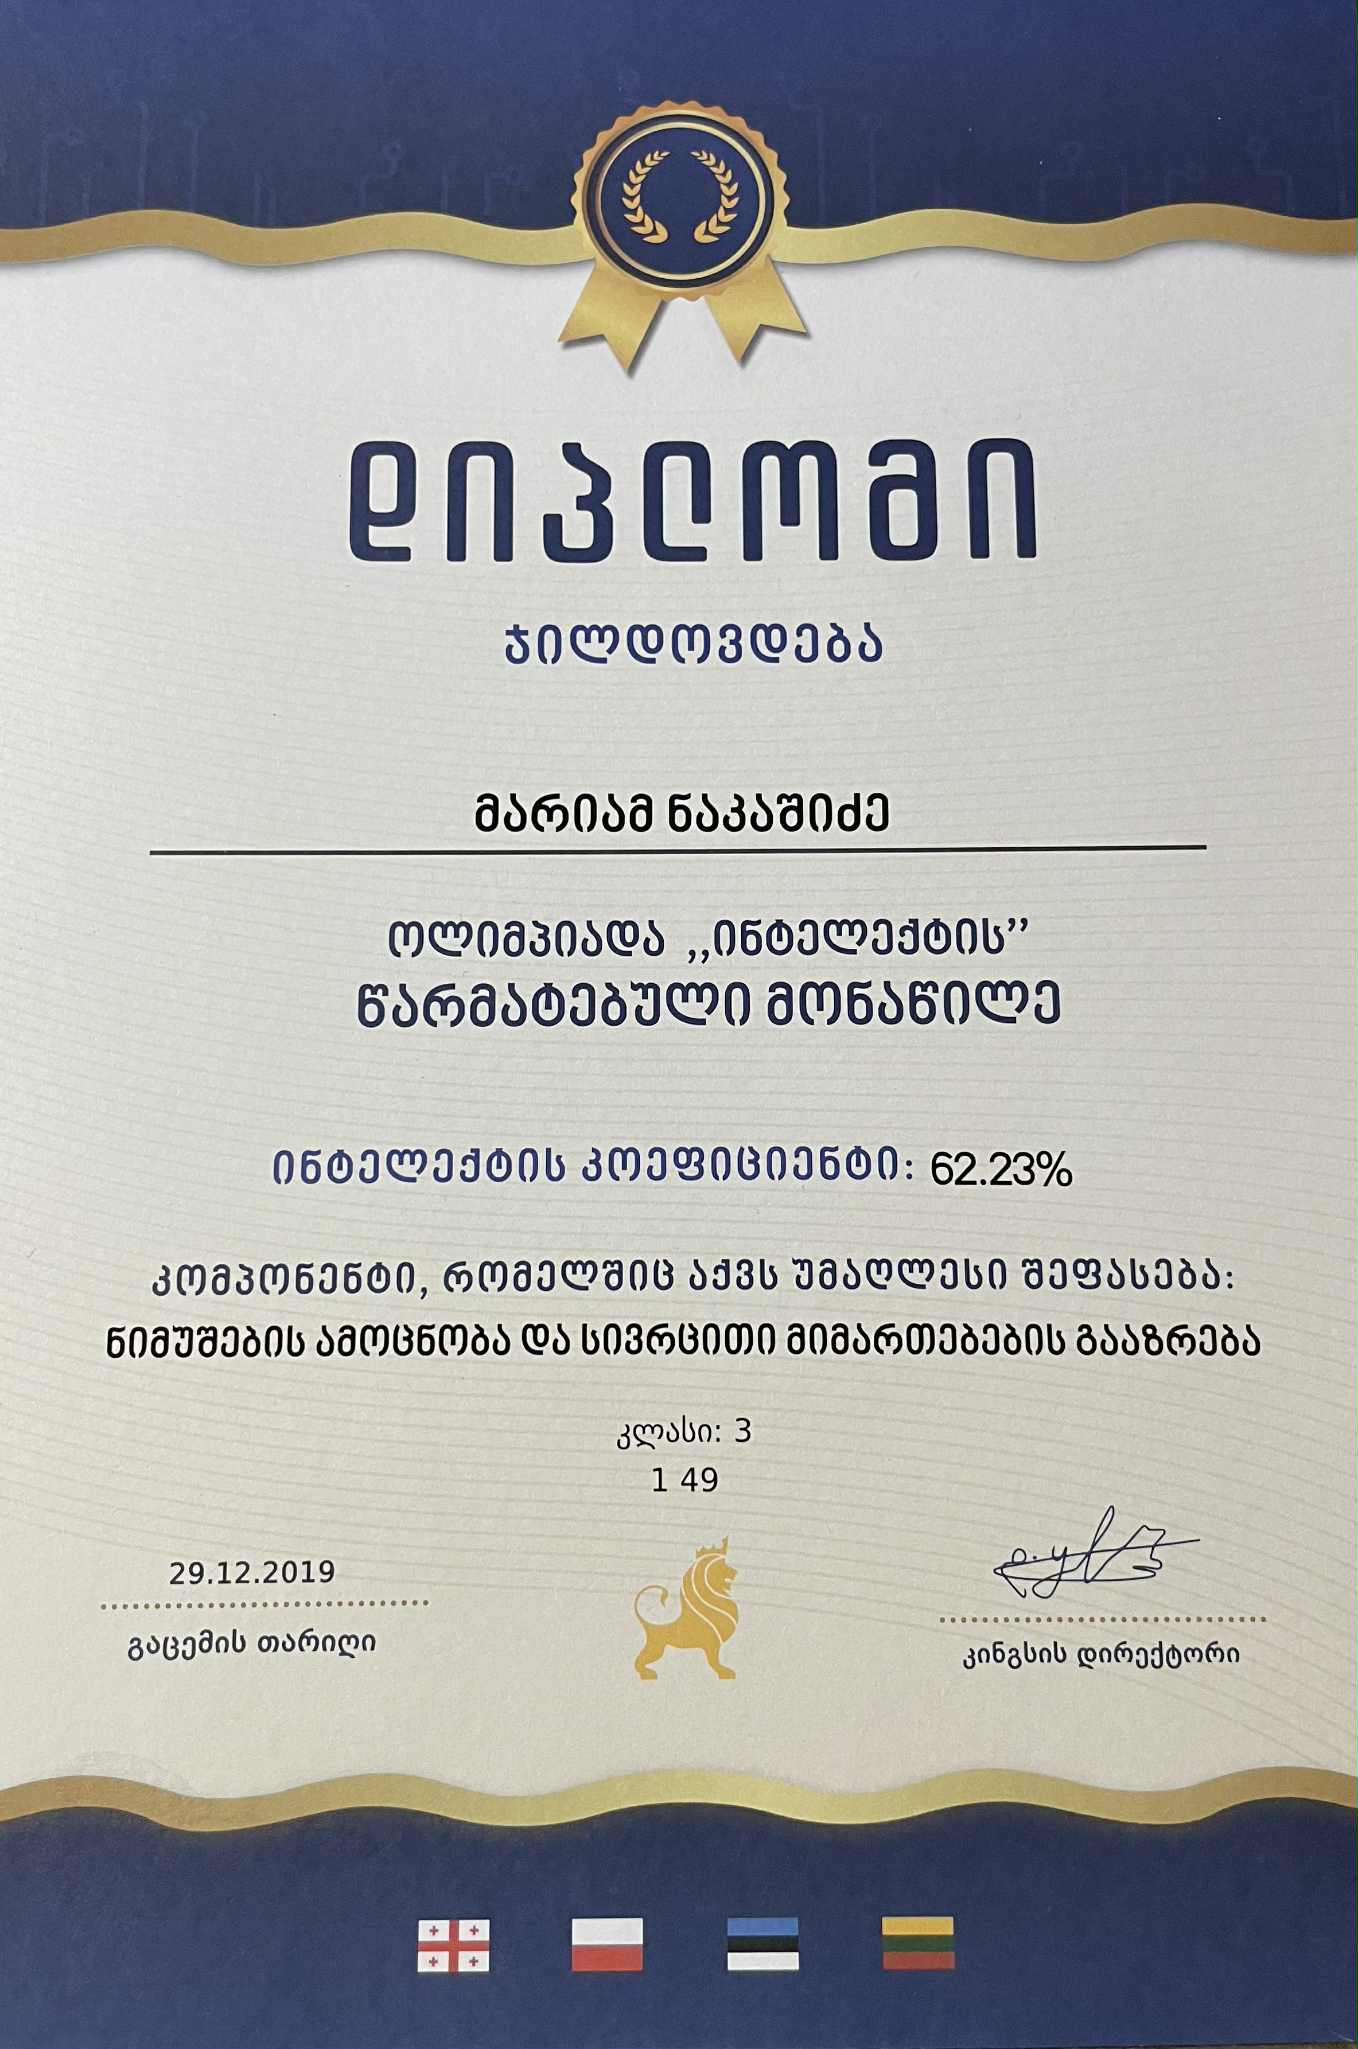 დიპლომი
ჯილდოვდება
მარიამ ნაკაშიძე
ოლიმპიადა ,,ინტელექტის’’
წარმატებული მონაწილე
ინტელექტის კოეფიციენტი: 62.23%
კომპონენტი, რომელშიც აქვს უმაღლესი შეფასება:
ნიმუშების ამოცნობა და სივრცითი მიმართებების გააზრება
კლასი: 3
1 49
29.12.2019
გაცემის თარიღი
კინგსის დირექტორი